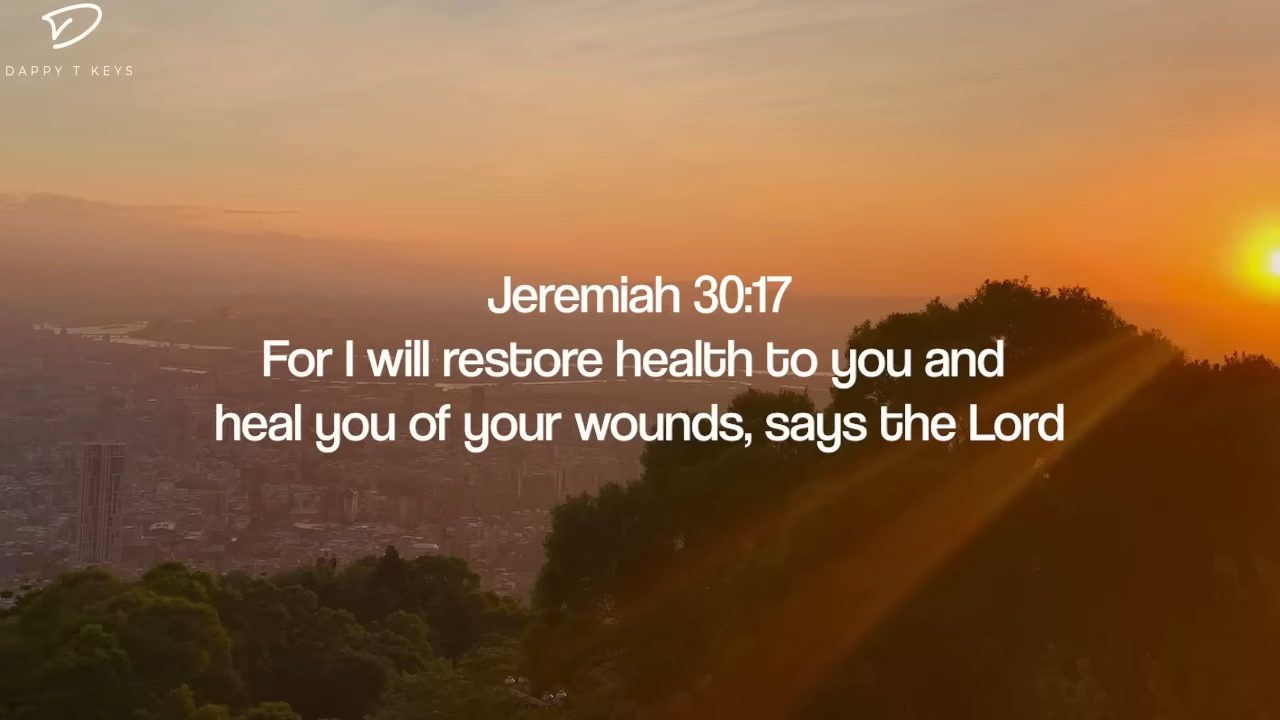 DAPPY T KEYS
Jeremiah 30:17
For I will restore health to you and
heal you of your wounds, says the Lord